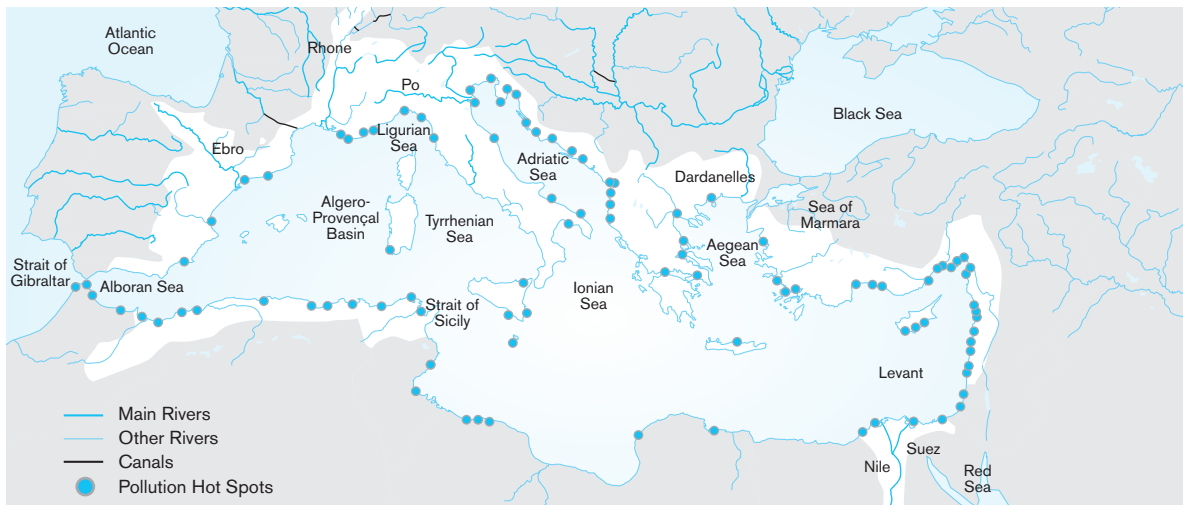 Atlantic
Ocean
Rhone
Po
Black Sea
Ligurian
Sea
Ebro
Adriatic
Sea
Dardanelles
Algero-
Provençal
Basin
Tyrrhenian
Sea
Sea of
Marmara
Aegean
Sea
Strait of
Gibraltar
Alboran Sea
Ionian
Sea
Strait of
Sicily
Levant
Main Rivers
Other Rivers
Canals
Pollution Hot Spots
Nile
Suez
Red
Sea